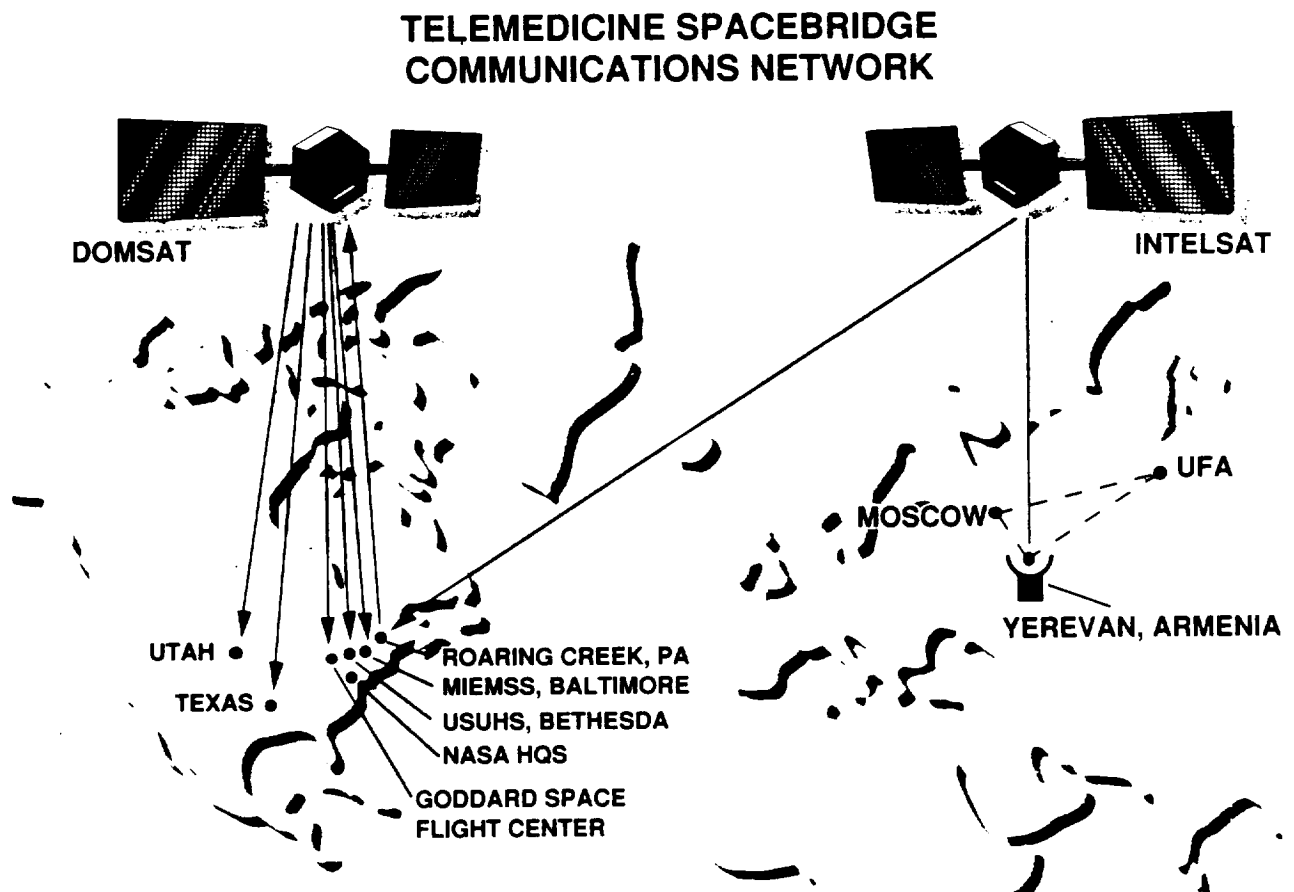 TELEMEDICINE SPACEBRIDGE
COMMUNICATIONS NETWORK
DOMSAT
INTELSAT
UFA
MOSCOW
YEREVAN, ARMENIA
UTAH
TEXAS
ROARING CREEK, PA
MIEMSS, BALTIMORE
USUHS, BETHESDA
NASA HQS
GODDARD SPACE
FLIGHT CENTER